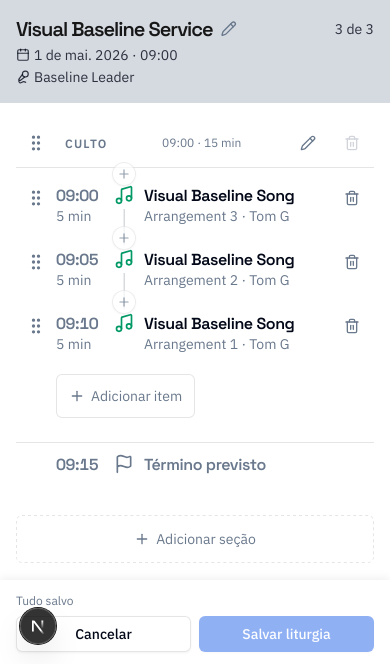 Visual Baseline Service
3 de 3
1 de mai. 2026 · 09:00
Baseline Leader
CULTO
09:00 · 15 min
09:00 Visual Baseline Song
5 min Arrangement 3 · Tom G
09:05 Visual Baseline Song
5 min Arrangement 2 · Tom G
09:10 Visual Baseline Song
5 min Arrangement 1 · Tom G
+ Adicionar item
09:15 Término previsto
+ Adicionar seção
Tudo salvo
N
Cancelar
Salvar liturgia